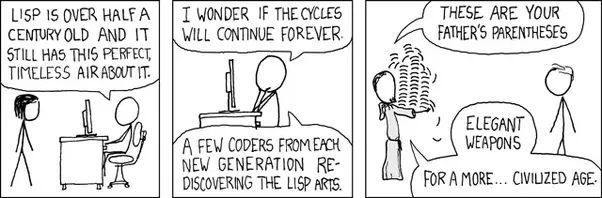 LISP IS OVER HALF A
CENTURY OLD AND IT
STILL HAS THIS PERFECT,
TIMELESS AIR ABOUT IT.
I WONDER IF THE CYCLES
WILL CONTINUE FOREVER.
A FEW CODERS FROM EACH
NEW GENERATION RE-
DISCOVERING THE LISP ARTS.
THESE ARE YOUR
FATHER'S PARENTHESES
ELEGANT
WEAPONS
FOR A MORE... CIVILIZED AGE.